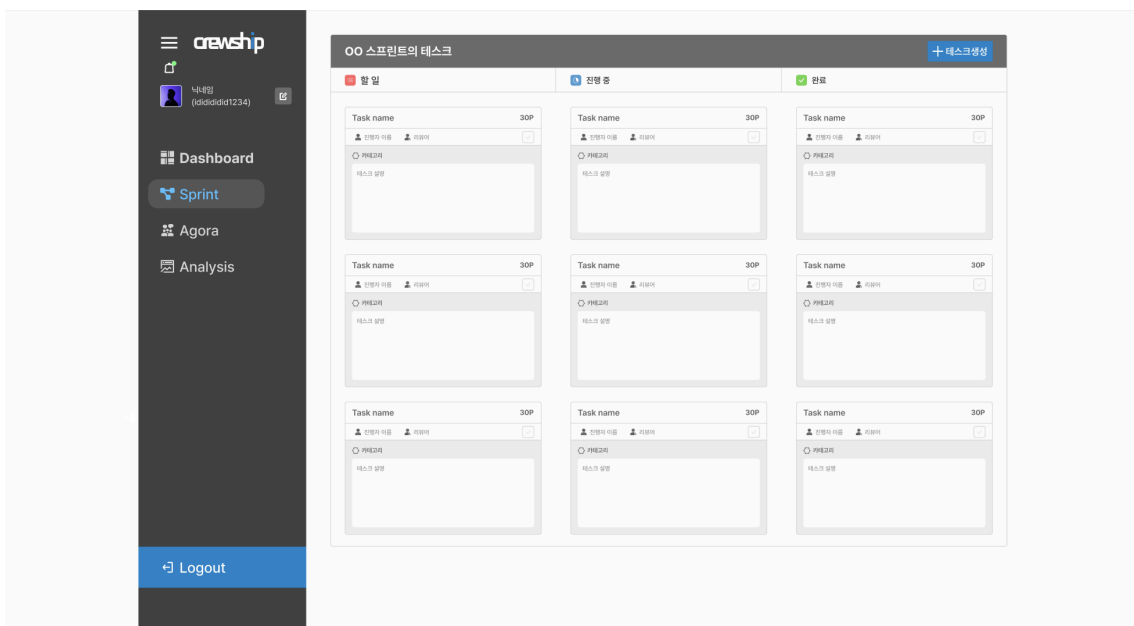 crewship
닉네임
(idididid1234)
Dashboard
Sprint
Agora
Analysis
Logout
OO 스프린트의 테스크
테스크생성
할 일
진행 중
완료
Task name 30P
진행자 이름 리뷰어
카테고리
테스크 설명
Task name 30P
진행자 이름 리뷰어
카테고리
테스크 설명
Task name 30P
진행자 이름 리뷰어
카테고리
테스크 설명
Task name 30P
진행자 이름 리뷰어
카테고리
테스크 설명
Task name 30P
진행자 이름 리뷰어
카테고리
테스크 설명
Task name 30P
진행자 이름 리뷰어
카테고리
테스크 설명
Task name 30P
진행자 이름 리뷰어
카테고리
테스크 설명
Task name 30P
진행자 이름 리뷰어
카테고리
테스크 설명
Task name 30P
진행자 이름 리뷰어
카테고리
테스크 설명